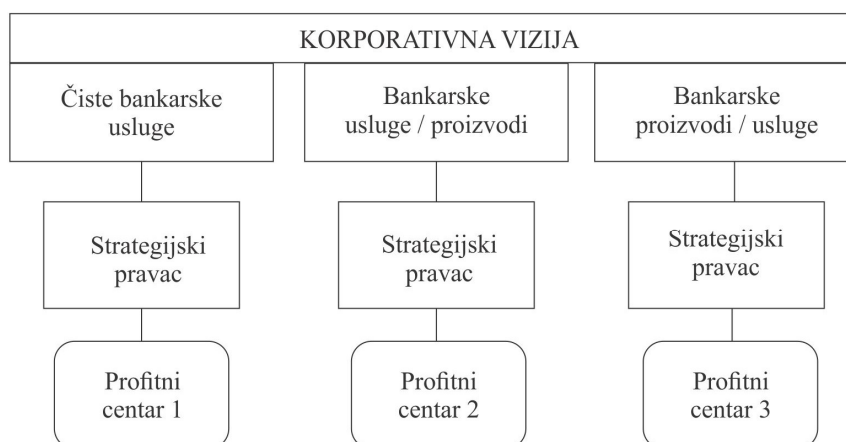 KORPORATIVNA VIZIJA
Čiste bankarske
usluge
Bankarske
usluge / proizvodi
Bankarske
proizvodi / usluge
Strategijski
pravac
Strategijski
pravac
Strategijski
pravac
Profitni
centar 1
Profitni
centar 2
Profitni
centar 3